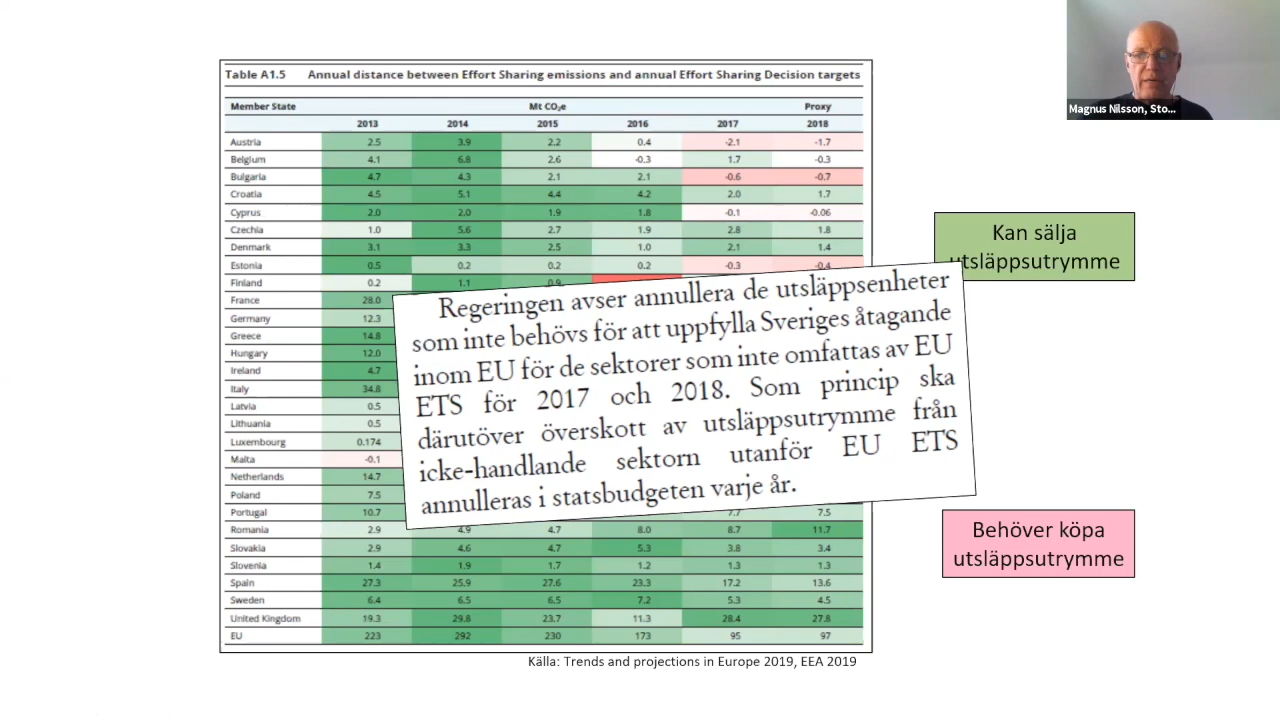 Magnus Nilsson, Sto...
Table A1.5 Annual distance between Effort Sharing emissions and annual Effort Sharing Decision targets
Member State Mt CO₂e Proxy
2013 2014 2015 2016 2017 2018
Austria 2.5 3.9 2.2 0.4 -2.1 -1.7
Belgium 4.1 6.8 2.6 -0.3 1.7 -0.3
Bulgaria 4.7 4.3 2.1 2.1 -0.6 -0.7
Croatia 4.5 5.1 4.4 4.2 2.0 1.7
Cyprus 2.0 2.0 1.9 1.8 -0.1 -0.06
Czechia 1.0 5.6 2.7 1.9 2.8 1.8
Denmark 3.1 3.3 2.5 1.0 2.1 1.4
Estonia 0.5 0.2 0.2 0.2 -0.3 -0.4
Finland 0.2 1.1 0.9
France 28.0
Germany 12.3
Greece 14.8
Hungary 12.0
Ireland 4.7
Italy 34.8
Latvia 0.5
Lithuania 0.5
Luxembourg 0.174
Malta -0.1
Netherlands 14.7
Poland 7.5
Portugal 10.7 7.7 7.5
Romania 2.9 4.9 4.7 8.0 8.7 11.7
Slovakia 2.9 4.6 4.7 5.3 3.8 3.4
Slovenia 1.4 1.9 1.7 1.2 1.3 1.3
Spain 27.3 25.9 27.6 23.3 17.2 13.6
Sweden 6.4 6.5 6.5 7.2 5.3 4.5
United Kingdom 19.3 29.8 23.7 11.3 28.4 27.8
EU 223 292 230 173 95 97
Regeringen avser annullera de utsläppsenheter
som inte behövs för att uppfylla Sveriges åtagande
inom EU för de sektorer som inte omfattas av EU
ETS för 2017 och 2018. Som princip ska
därutöver överskott av utsläppsutrymme från
icke-handlande sektorn utanför EU ETS
annulleras i statsbudgeten varje år.
Kan sälja
utsläppsutrymme
Behöver köpa
utsläppsutrymme
Källa: Trends and projections in Europe 2019, EEA 2019